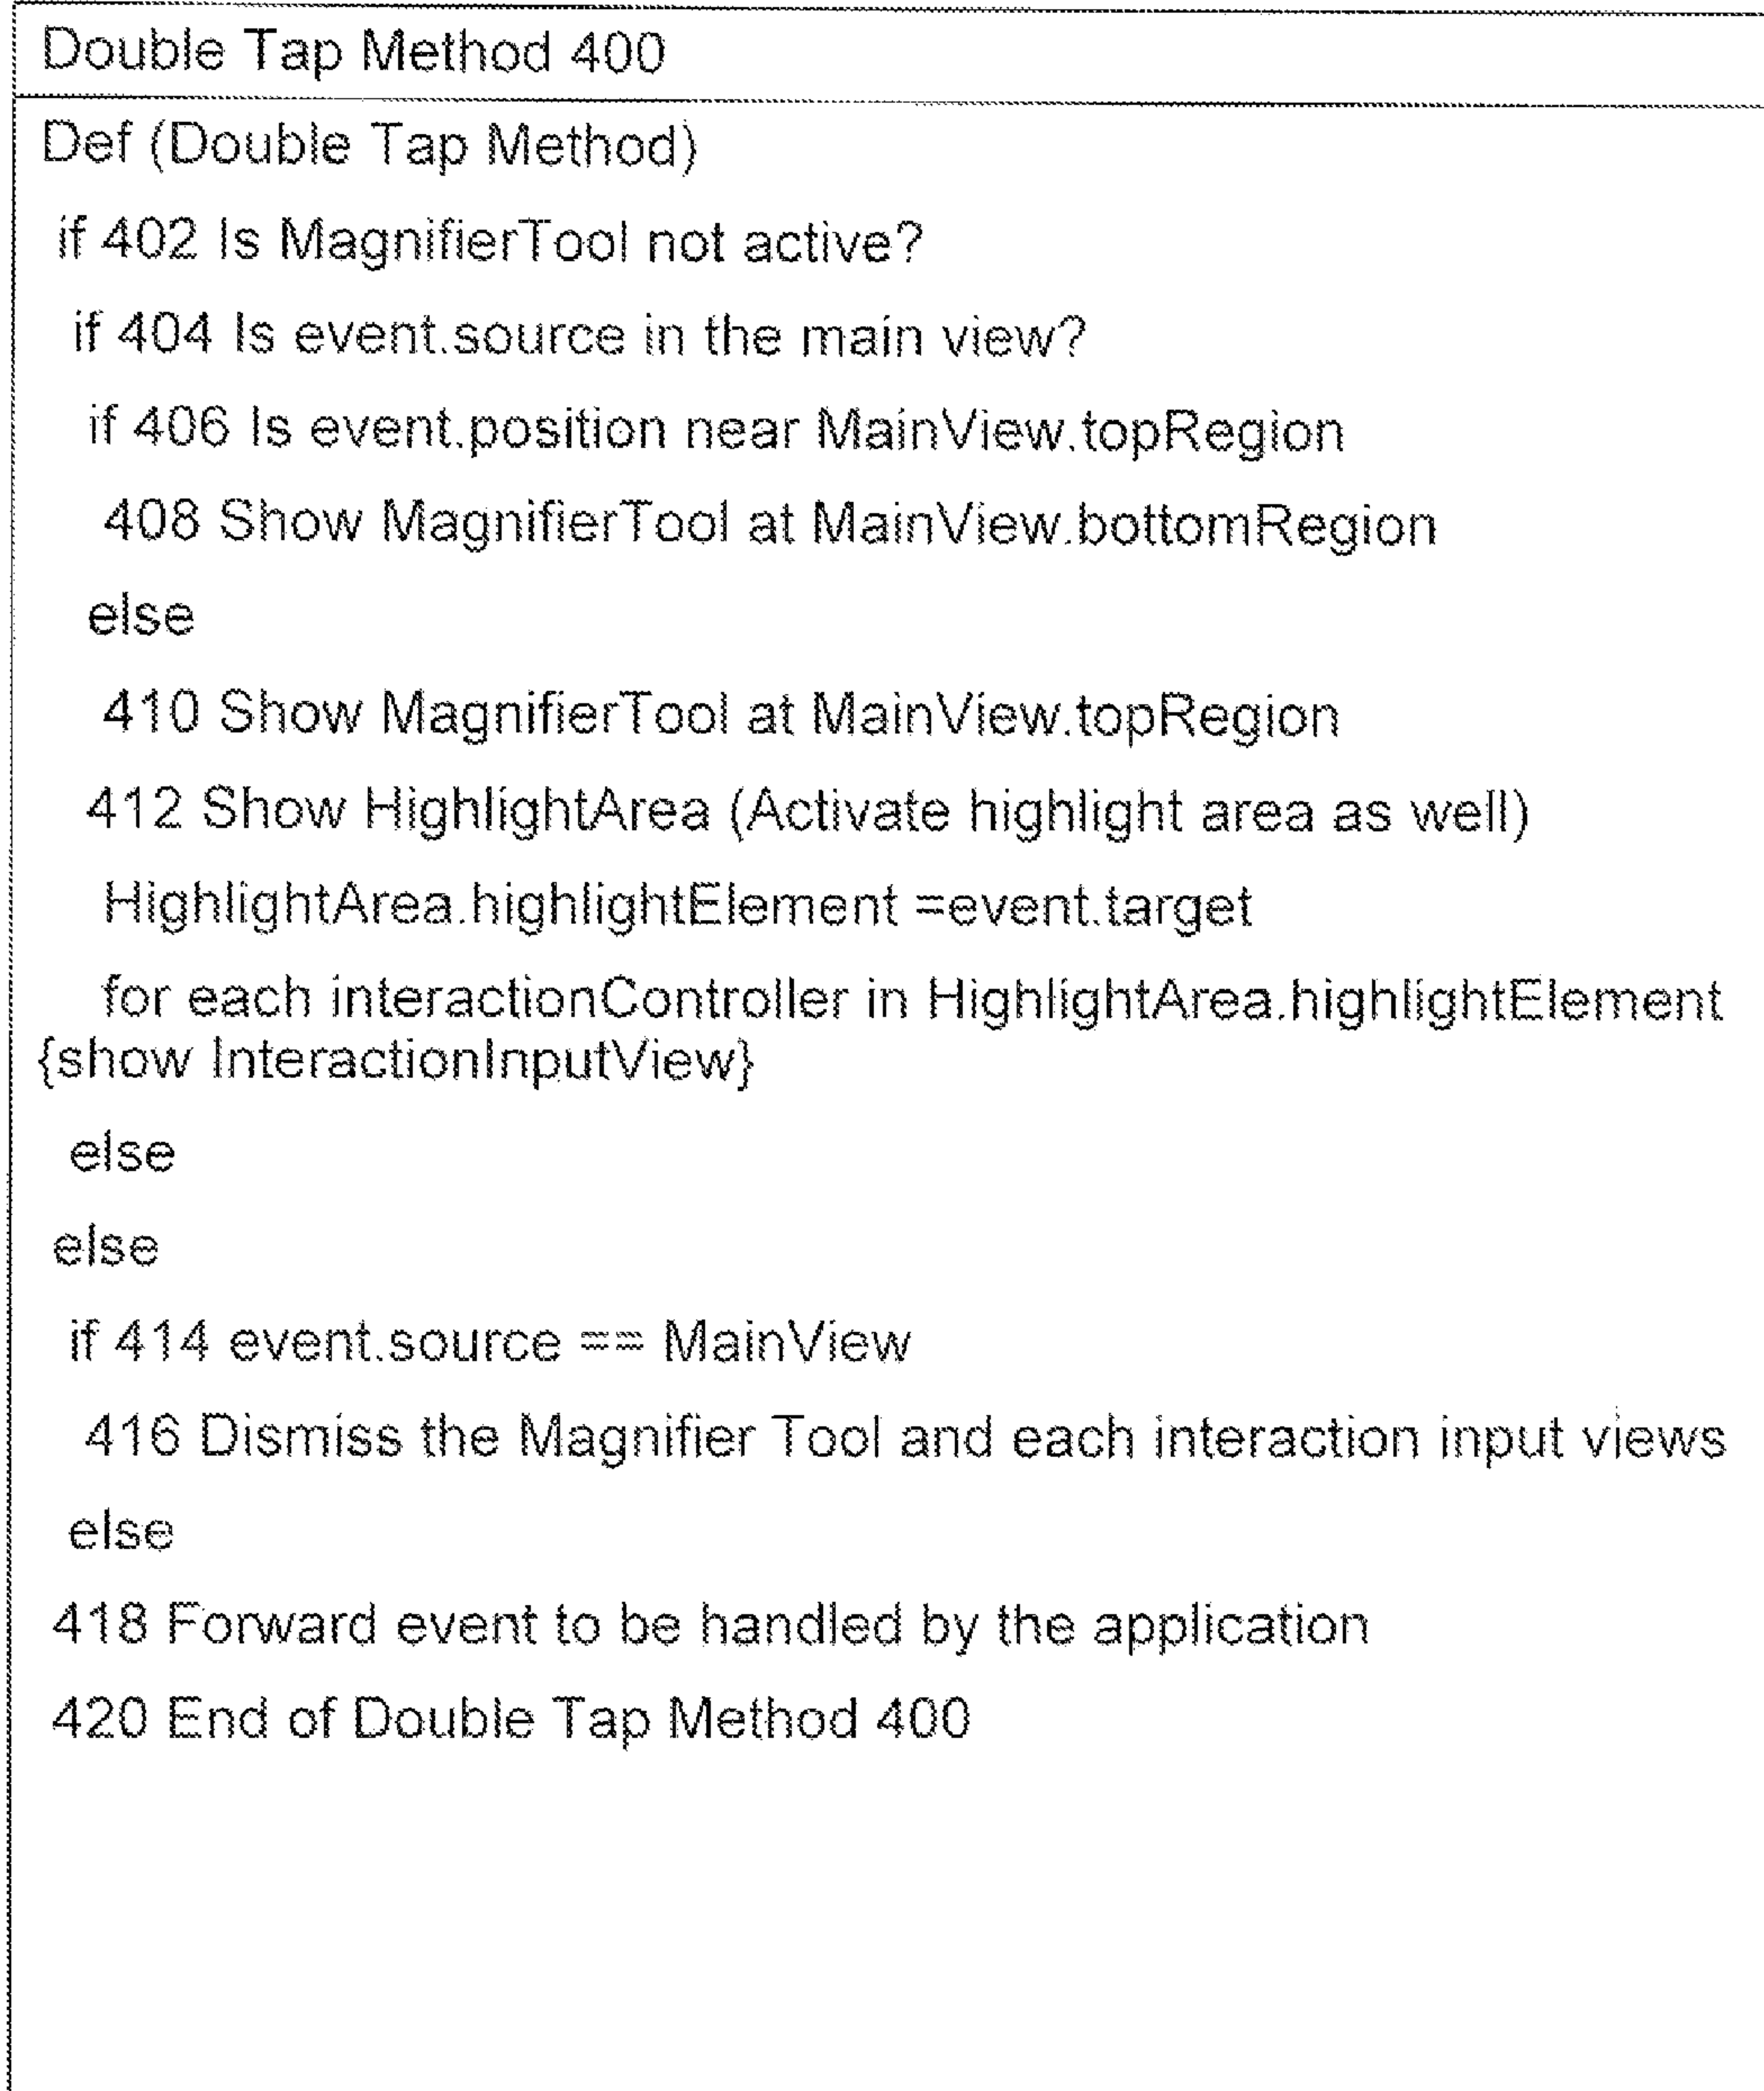 Double Tap Method 400
Def (Double Tap Method)
if 402 Is MagnifierTool not active?
if 404 Is event.source in the main view?
if 406 Is event.position near MainView.topRegion
408 Show MagnifierTool at MainView.bottomRegion
else
410 Show MagnifierTool at MainView.topRegion
412 Show HighlightArea (Activate highlight area as well)
HighlightArea.highlightElement =event.target
for each interactionController in HighlightArea.highlightElement
{show InteractionInputView}
else
else
if 414 event.source == MainView
416 Dismiss the Magnifier Tool and each interaction input views
else
418 Forward event to be handled by the application
420 End of Double Tap Method 400